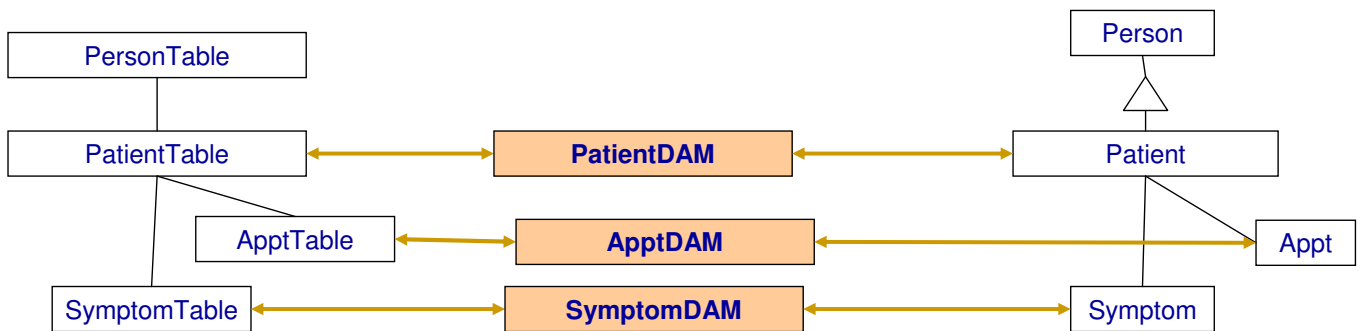 Person
PersonTable
PatientTable
PatientDAM
Patient
ApptTable
ApptDAM
Appt
SymptomTable
SymptomDAM
Symptom